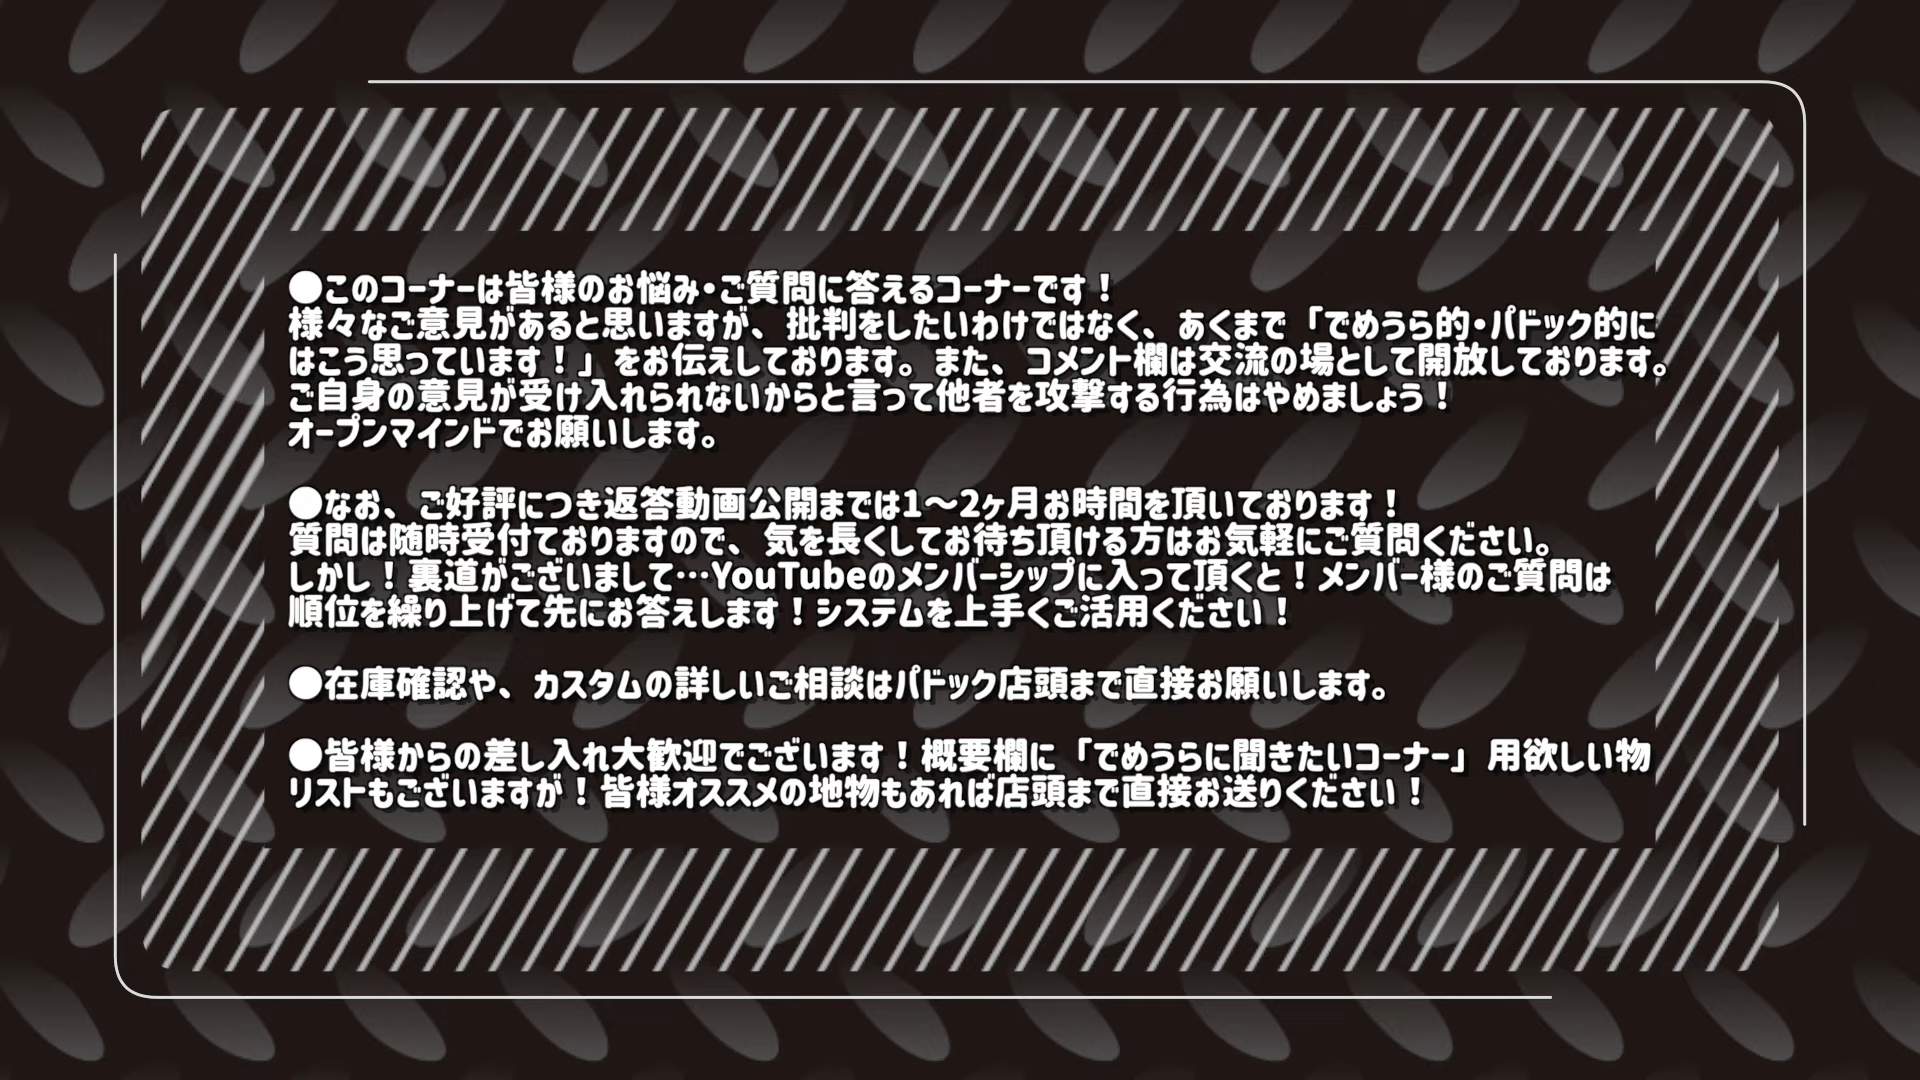 ●このコーナーは皆様のお悩み・ご質問に答えるコーナーです！
様々なご意見があると思いますが、批判をしたいわけではなく、あくまで「でめうら的・パドック的に
はこう思っています！」をお伝えしております。また、コメント欄は交流の場として開放しております。
ご自身の意見が受け入れられないからと言って他者を攻撃する行為はやめましょう！
オープンマインドでお願いします。
●なお、ご好評につき返答動画公開までは1〜2ヶ月お時間を頂いております！
質問は随時受付ておりますので、気を長くしてお待ち頂ける方はお気軽にご質問ください。
しかし！裏道がございまして…YouTubeのメンバーシップに入って頂くと！メンバー様のご質問は
順位を繰り上げて先にお答えします！システムを上手くご活用ください！
●在庫確認や、カスタムの詳しいご相談はパドック店頭まで直接お願いします。
●皆様からの差し入れ大歓迎でございます！概要欄に「でめうらに聞きたいコーナー」用欲しい物
リストもございますが！皆様オススメの地物もあれば店頭まで直接お送りください！